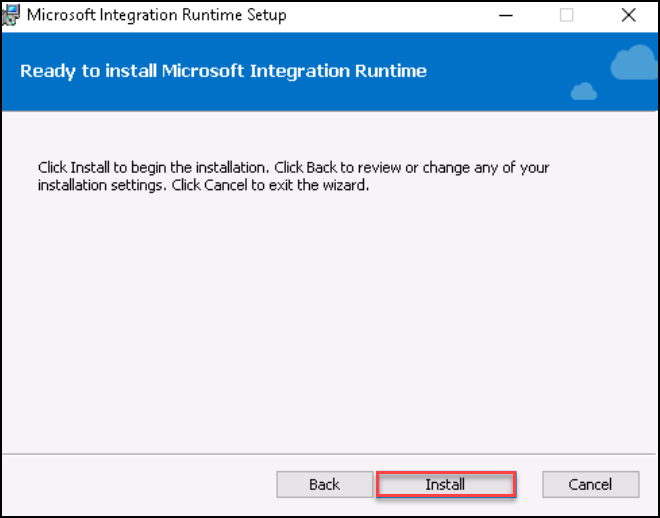 Microsoft Integration Runtime Setup
Ready to install Microsoft Integration Runtime
Click Install to begin the installation. Click Back to review or change any of your
installation settings. Click Cancel to exit the wizard.
Back Install Cancel